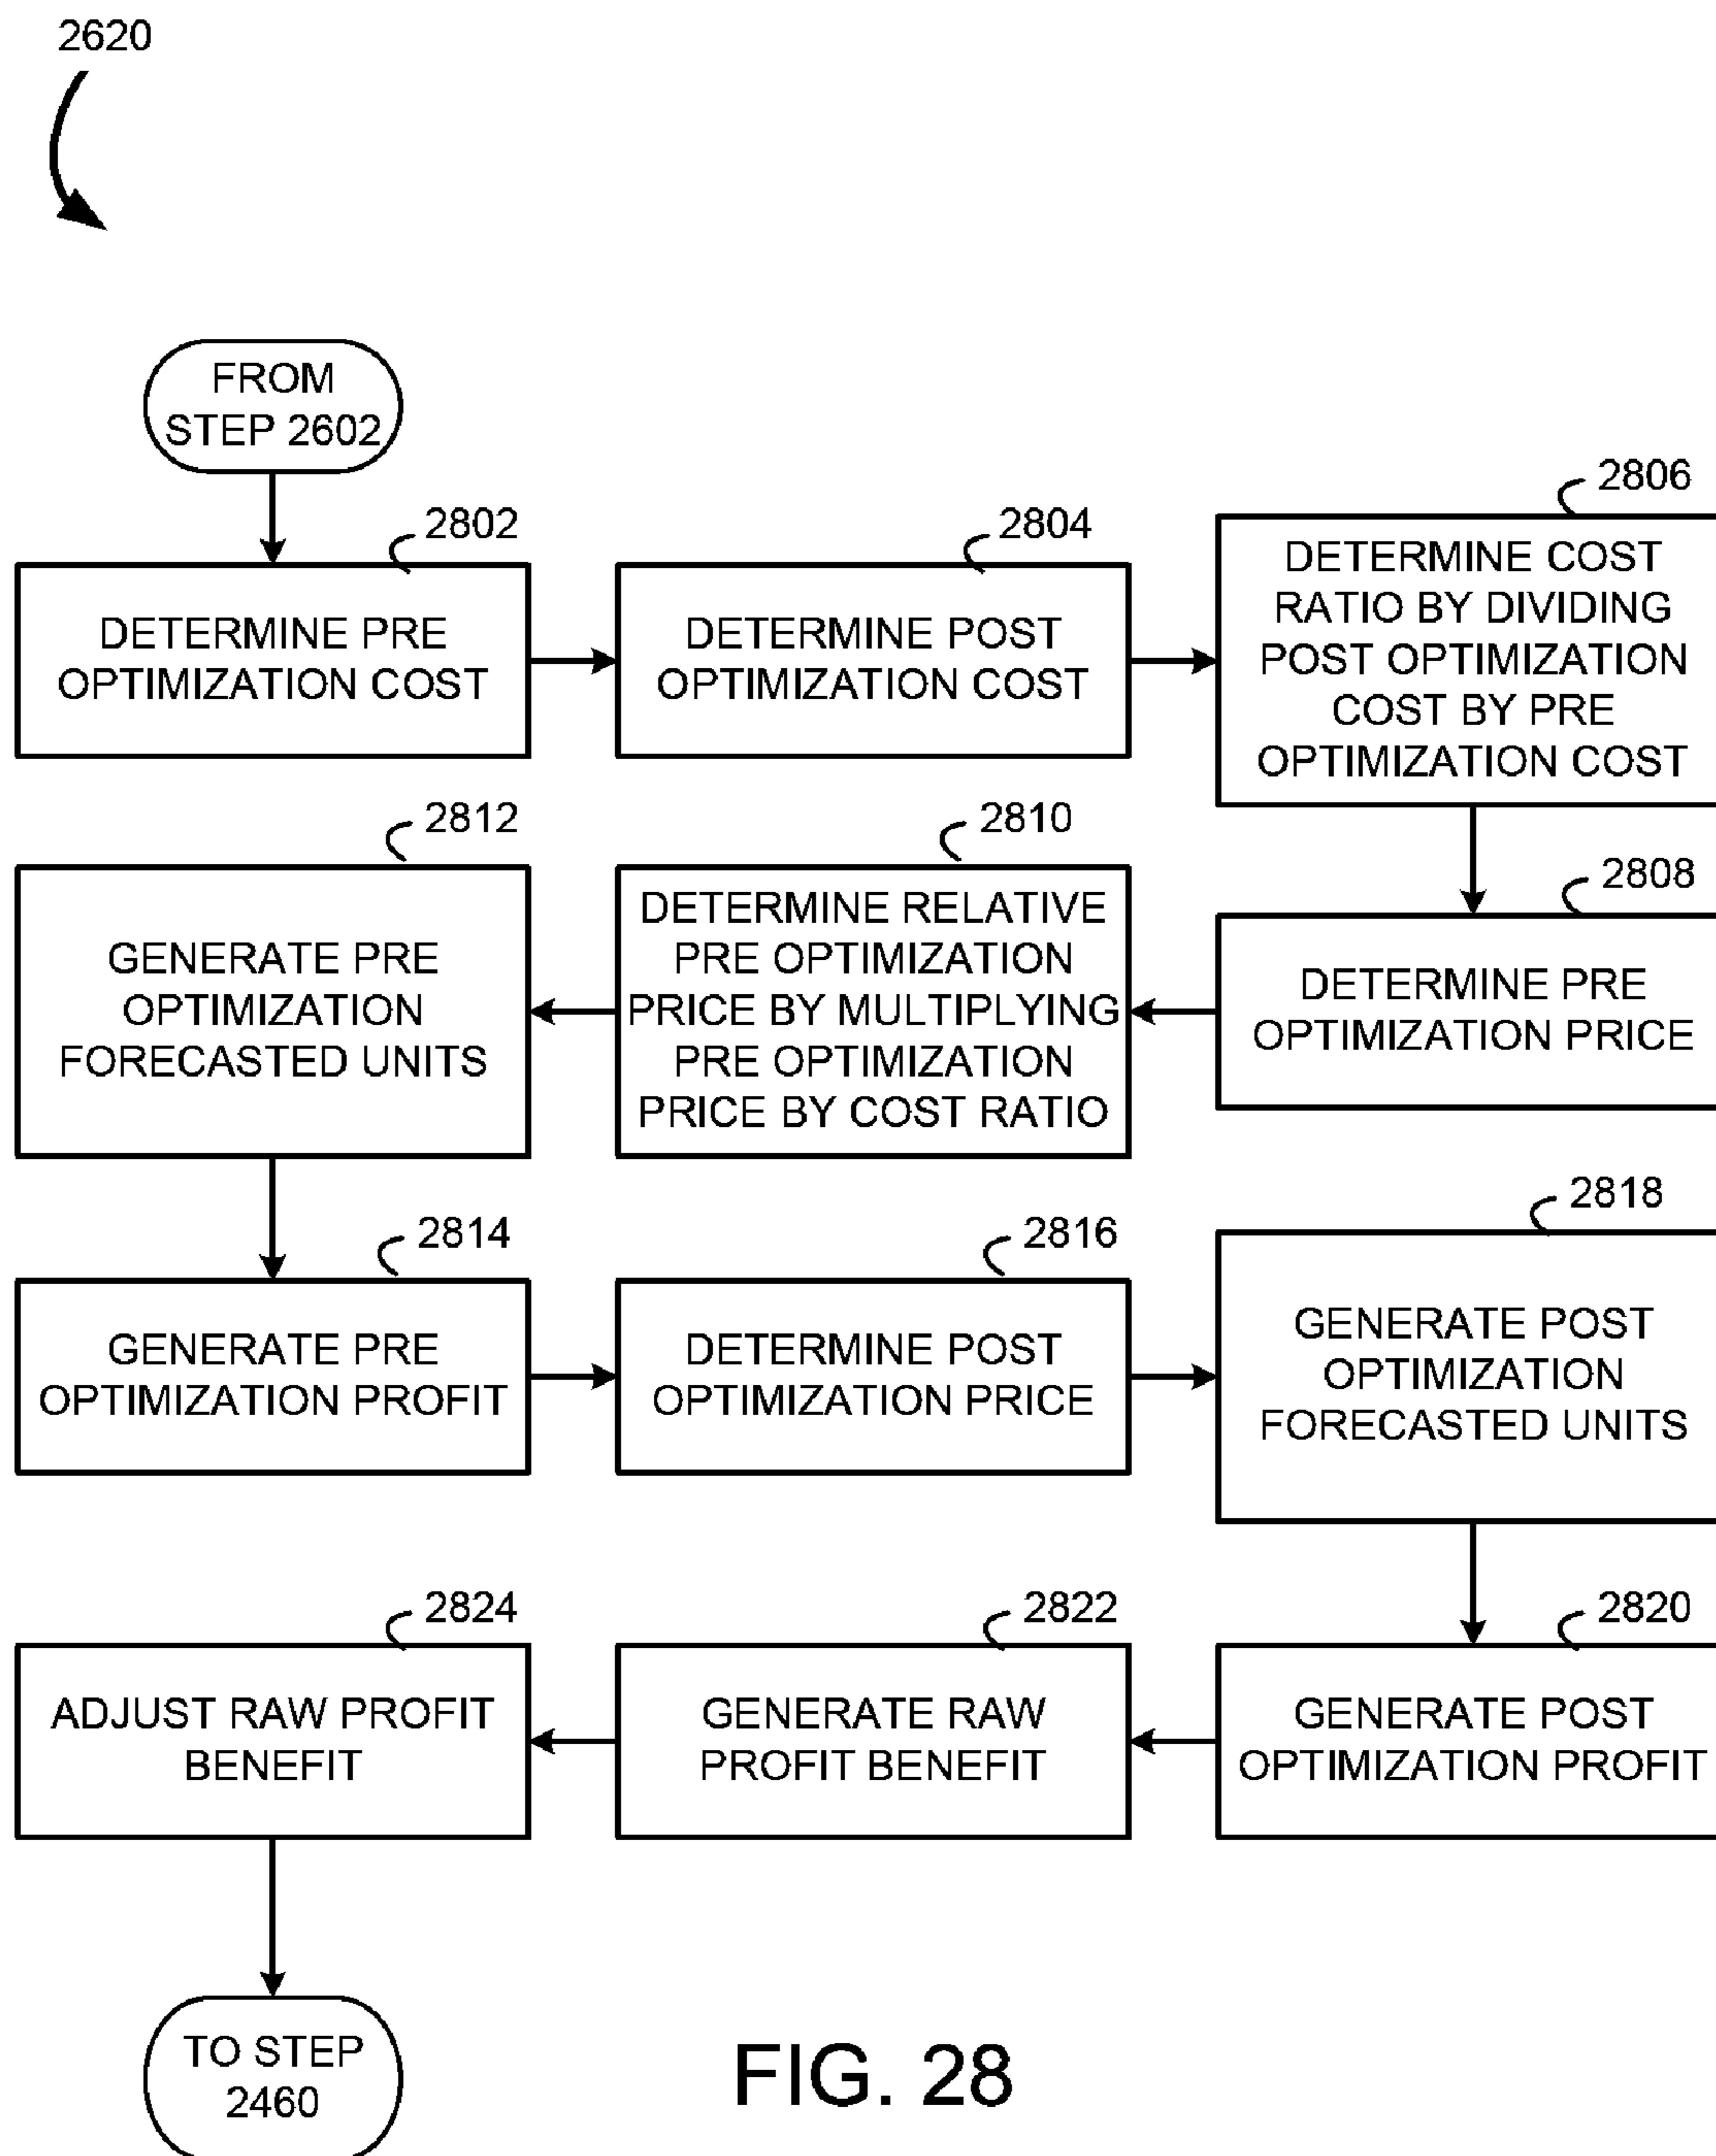 2620
FROM
STEP 2602
2802
DETERMINE PRE
OPTIMIZATION COST
2804
DETERMINE POST
OPTIMIZATION COST
2806
DETERMINE COST
RATIO BY DIVIDING
POST OPTIMIZATION
COST BY PRE
OPTIMIZATION COST
2808
DETERMINE PRE
OPTIMIZATION PRICE
2810
DETERMINE RELATIVE
PRE OPTIMIZATION
PRICE BY MULTIPLYING
PRE OPTIMIZATION
PRICE BY COST RATIO
2812
GENERATE PRE
OPTIMIZATION
FORECASTED UNITS
2814
GENERATE PRE
OPTIMIZATION PROFIT
2816
DETERMINE POST
OPTIMIZATION PRICE
2818
GENERATE POST
OPTIMIZATION
FORECASTED UNITS
2820
GENERATE POST
OPTIMIZATION PROFIT
2822
GENERATE RAW
PROFIT BENEFIT
2824
ADJUST RAW PROFIT
BENEFIT
TO STEP
2460
FIG. 28